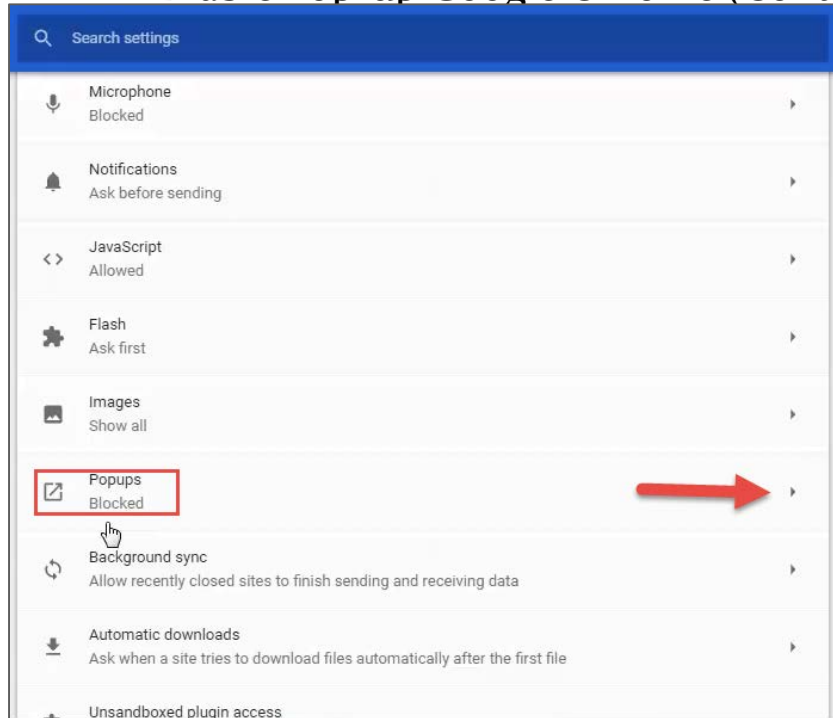 Search settings
Microphone
Blocked
Notifications
Ask before sending
JavaScript
Allowed
Flash
Ask first
Images
Show all
Popups
Blocked
Background sync
Allow recently closed sites to finish sending and receiving data
Automatic downloads
Ask when a site tries to download files automatically after the first file
Unsandboxed plugin access